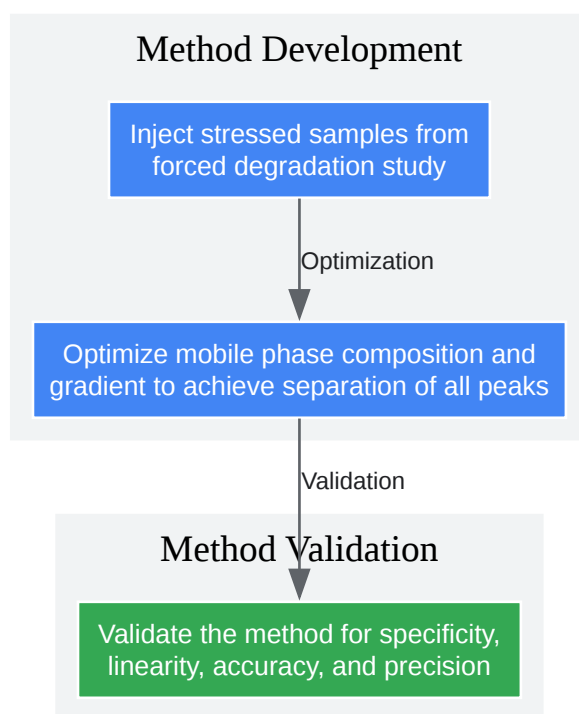 Method Development
Inject stressed samples from
forced degradation study
Optimization
Optimize mobile phase composition and
gradient to achieve separation of all peaks
Validation
Method Validation
Validate the method for specificity,
linearity, accuracy, and precision